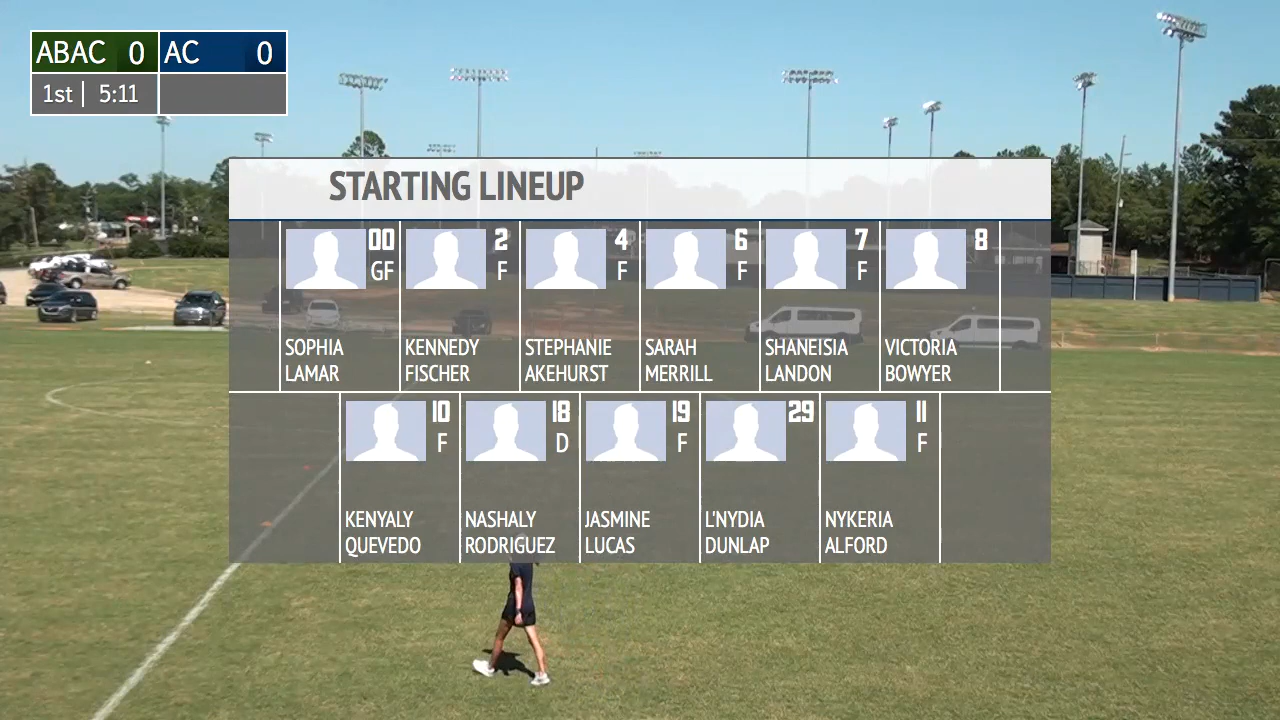 ABAC 0 AC 0
1st | 5:11
STARTING LINEUP
00 2 4 6 7 8
GF F F F F
SOPHIA KENNEDY STEPHANIE SARAH SHANEISIA VICTORIA
LAMAR FISCHER AKEHURST MERRILL LANDON BOWYER
10 18 19 29 11
F D F F
KENYALY NASHALY JASMINE L'NYDIA NYKERIA
QUEVEDO RODRIGUEZ LUCAS DUNLAP ALFORD